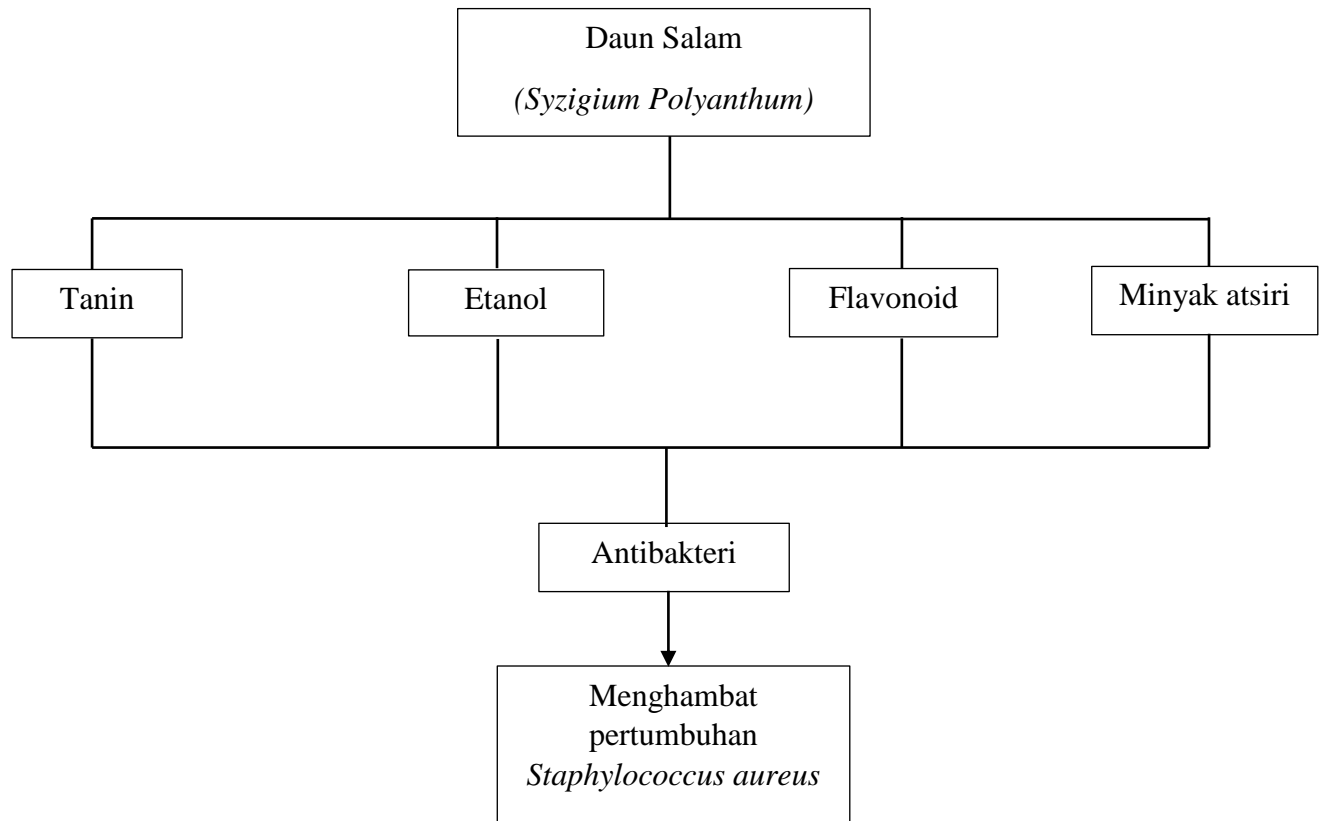 Daun Salam
(Syzigium Polyanthum)
Tanin
Etanol
Flavonoid
Minyak atsiri
Antibakteri
Menghambat
pertumbuhan
Staphylococcus aureus